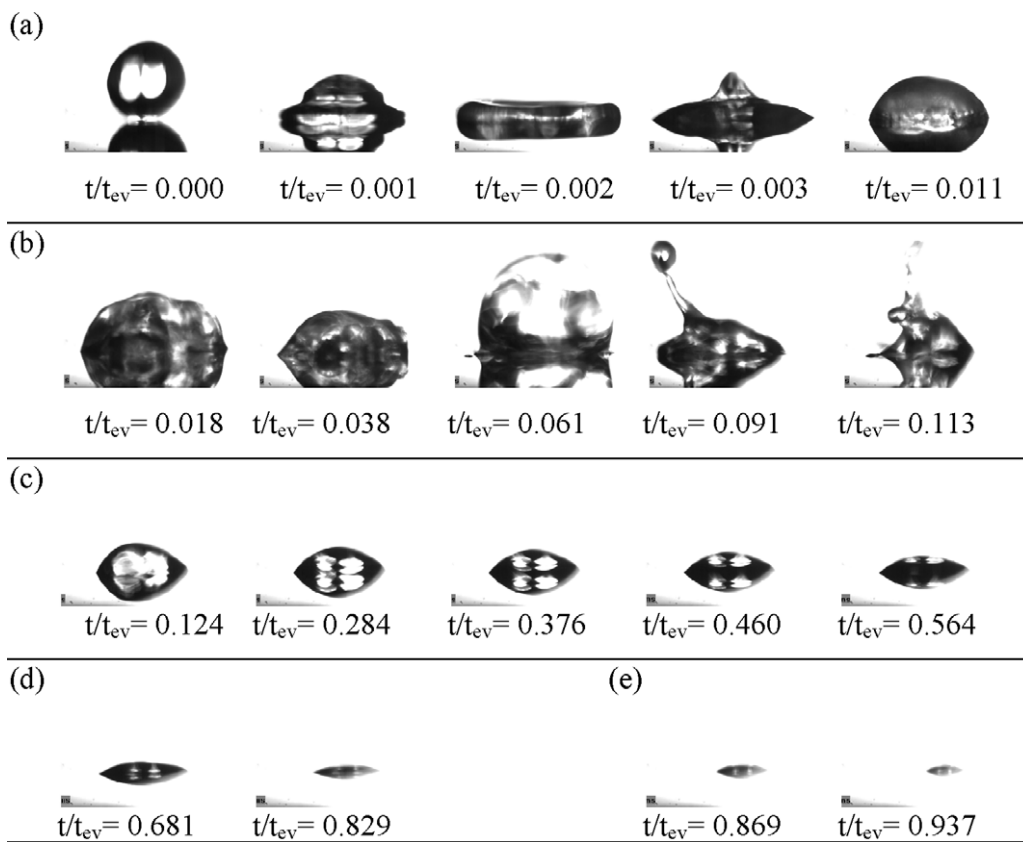 (a)
t/tev= 0.000 t/tev= 0.001 t/tev= 0.002 t/tev= 0.003 t/tev= 0.011
(b)
t/tev= 0.018 t/tev= 0.038 t/tev= 0.061 t/tev= 0.091 t/tev= 0.113
(c)
t/tev= 0.124 t/tev= 0.284 t/tev= 0.376 t/tev= 0.460 t/tev= 0.564
(d) (e)
t/tev= 0.681 t/tev= 0.829 t/tev= 0.869 t/tev= 0.937